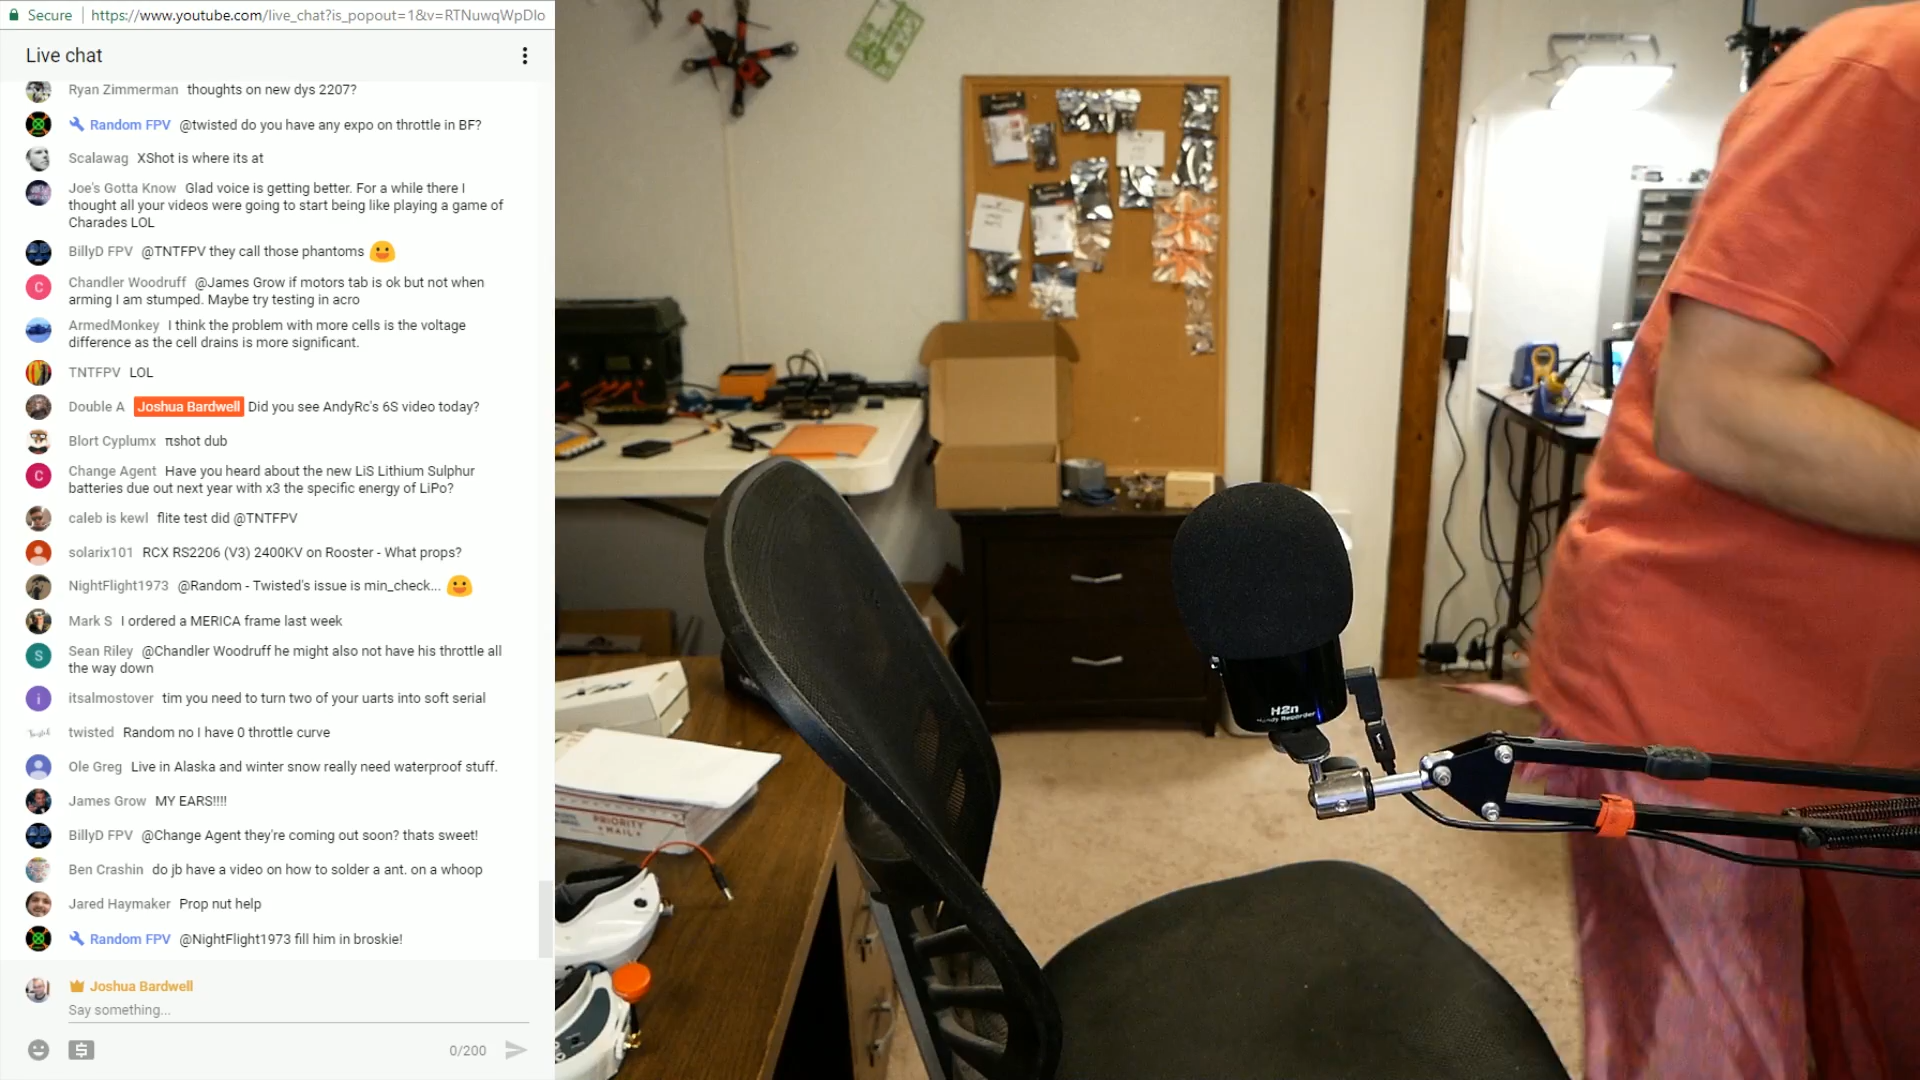 Secure https://www.youtube.com/live_chat?is_popout=1&v=RTNuwqWpDIo
Live chat
Ryan Zimmerman thoughts on new dys 2207?
Random FPV @twisted do you have any expo on throttle in BF?
Scalawag XShot is where its at
Joe's Gotta Know Glad voice is getting better. For a while there I
thought all your videos were going to start being like playing a game of
Charades LOL
BillyD FPV @TNTFPV they call those phantoms
Chandler Woodruff @James Grow if motors tab is ok but not when
arming I am stumped. Maybe try testing in acro
ArmedMonkey I think the problem with more cells is the voltage
difference as the cell drains is more significant.
TNTFPV LOL
Double A Joshua Bardwell Did you see AndyRc's 6S video today?
Blort Cyplumx πshot dub
Change Agent Have you heard about the new LiS Lithium Sulphur
batteries due out next year with x3 the specific energy of LiPo?
caleb is kewl flite test did @TNTFPV
solarix101 RCX RS2206 (V3) 2400KV on Rooster - What props?
NightFlight1973 @Random - Twisted's issue is min_check...
Mark S I ordered a MERICA frame last week
Sean Riley @Chandler Woodruff he might also not have his throttle all
the way down
itsalmostover tim you need to turn two of your uarts into soft serial
twisted Random no I have 0 throttle curve
Ole Greg Live in Alaska and winter snow really need waterproof stuff.
James Grow MY EARS!!!!
BillyD FPV @Change Agent they're coming out soon? thats sweet!
Ben Crashin do jb have a video on how to solder a ant. on a whoop
Jared Haymaker Prop nut help
Random FPV @NightFlight1973 fill him in broskie!
Joshua Bardwell
Say something...
0/200
H2n
Handy Recorder
PRIORITY
MAIL